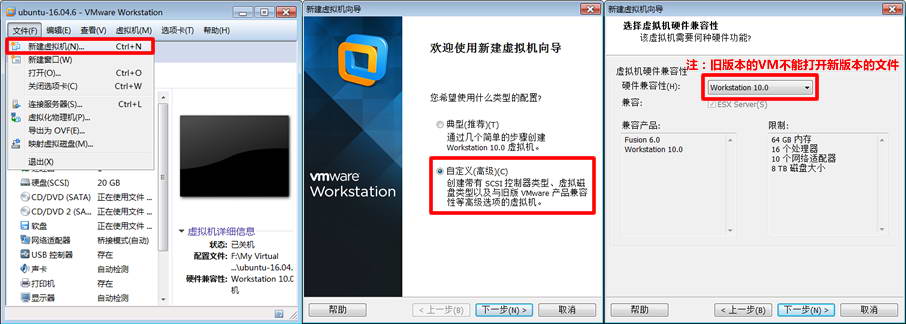 ubuntu-16.04.6 - VMware Workstation
文件(F) 编辑(E) 查看(V) 虚拟机(M) 选项卡(T) 帮助(H)
新建虚拟机(N)... Ctrl+N
新建窗口(W)
打开(O)... Ctrl+O
关闭选项卡(C) Ctrl+W
连接服务器(S)... Ctrl+L
虚拟化物理机(P)...
导出为 OVF(E)...
映射虚拟磁盘(M)...
退出(X)
处理器 1
硬盘(SCSI) 20 GB
CD/DVD (SATA) 正在使用文件 ...
CD/DVD 2 (SA... 正在使用文件 ...
软盘 正在使用文件 ...
网络适配器 桥接模式(自动)
USB 控制器 存在
声卡 自动检测
打印机 存在
显示器 自动检测
虚拟机详细信息
状态: 已关机
配置文件: F:\My Virtual
...\ubuntu-16.04.
硬件兼容性: Workstation 10.0
机
新建虚拟机向导
欢迎使用新建虚拟机向导
您希望使用什么类型的配置?
典型(推荐)(T)
通过几个简单的步骤创建
Workstation 10.0 虚拟机。
自定义(高级)(C)
创建带有 SCSI 控制器类型、虚拟磁
盘类型以及与旧版 VMware 产品兼容
性等高级选项的虚拟机。
vmware
Workstation
帮助 < 上一步(B) 下一步(N) > 取消
新建虚拟机向导
选择虚拟机硬件兼容性
该虚拟机需要何种硬件功能?
注：旧版本的VM不能打开新版本的文件
虚拟机硬件兼容性
硬件兼容性(H): Workstation 10.0
兼容: ESX Server(S)
兼容产品: 限制:
Fusion 6.0 64 GB 内存
Workstation 10.0 16 个处理器
10 个网络适配器
8 TB 磁盘大小
帮助 < 上一步(B) 下一步(N) > 取消